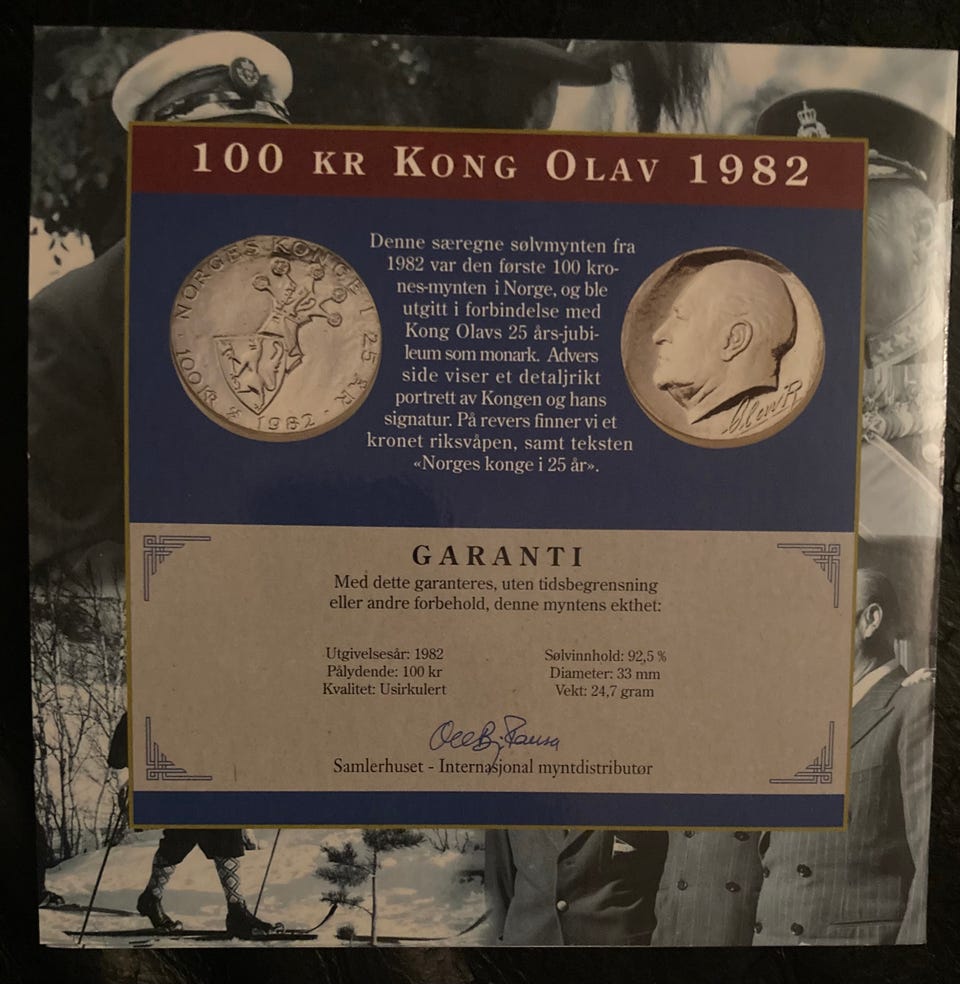 100 KR KONG OLAV 1982
NORGES KONGE I 25 ÅR
100 KR
1982
Denne særegne sølvmynten fra
1982 var den første 100 kro-
nes-mynten i Norge, og ble
utgitt i forbindelse med
Kong Olavs 25 års-jubi-
leum som monark. Advers
side viser et detaljrikt
portrett av Kongen og hans
signatur. På revers finner vi et
kronet riksvåpen, samt teksten
«Norges konge i 25 år».
Olav R
GARANTI
Med dette garanteres, uten tidsbegrensning
eller andre forbehold, denne myntens ekthet:
Utgivelsesår: 1982
Pålydende: 100 kr
Kvalitet: Usirkulert
Sølvinnhold: 92,5 %
Diameter: 33 mm
Vekt: 24,7 gram
Samlerhuset - Internasjonal myntdistributør